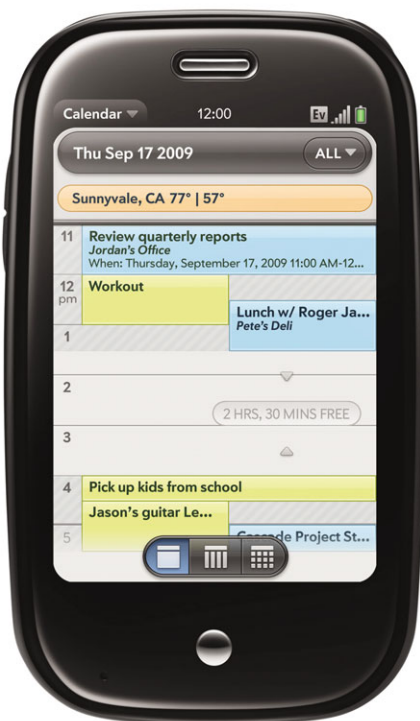 Calendar
12:00
Ev
Thu Sep 17 2009
ALL
Sunnyvale, CA 77° | 57°
11
Review quarterly reports
Jordan's Office
When: Thursday, September 17, 2009 11:00 AM-12...
12
pm
Workout
Lunch w/ Roger Ja...
Pete's Deli
1
2
2 HRS, 30 MINS FREE
3
4
Pick up kids from school
Jason's guitar Le...
5
Cascade Project St...